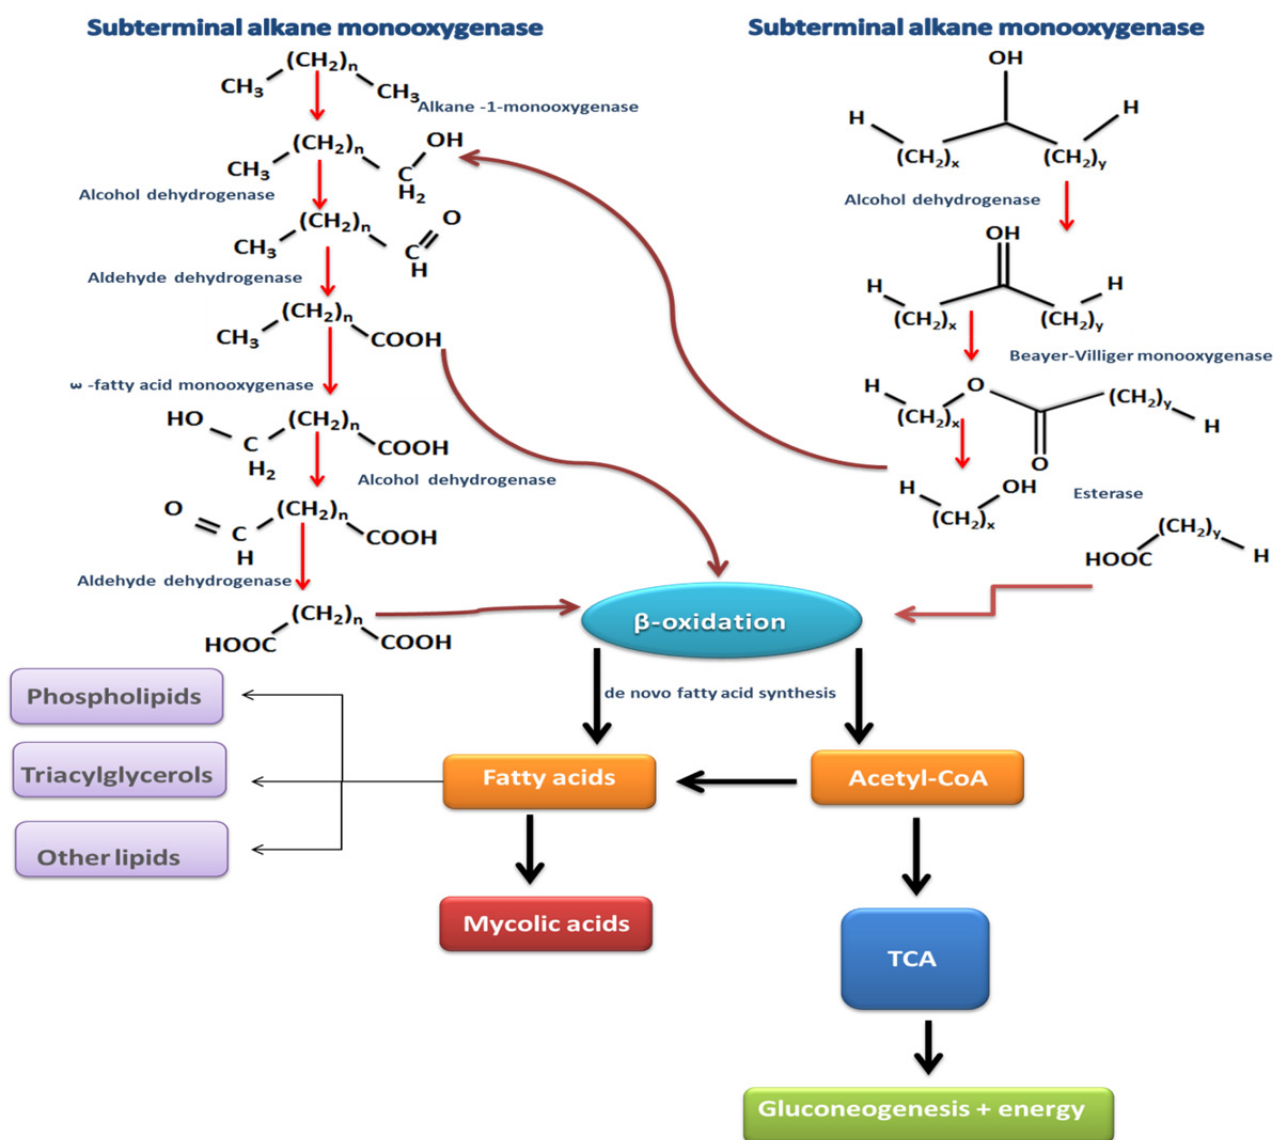 Subterminal alkane monooxygenase
(CH₂)ₙ
CH₃
CH₃
Alkane -1-monooxygenase
(CH₂)ₙ
OH
CH₃
C
H₂
Alcohol dehydrogenase
(CH₂)ₙ
O
CH₃
C
H
Aldehyde dehydrogenase
(CH₂)ₙ
CH₃
COOH
ω -fatty acid monooxygenase
HO
(CH₂)ₙ
C
H₂
COOH
Alcohol dehydrogenase
O
(CH₂)ₙ
C
H
COOH
Aldehyde dehydrogenase
(CH₂)ₙ
HOOC
COOH
Subterminal alkane monooxygenase
OH
H
H
(CH₂)ₓ
(CH₂)ᵧ
Alcohol dehydrogenase
OH
H
H
(CH₂)ₓ
(CH₂)ᵧ
Beayer-Villiger monooxygenase
H
O
(CH₂)ᵧ
(CH₂)ₓ
H
O
H
OH
(CH₂)ₓ
Esterase
(CH₂)ᵧ
HOOC
H
β-oxidation
de novo fatty acid synthesis
Phospholipids
Triacylglycerols
Other lipids
Fatty acids
Acetyl-CoA
Mycolic acids
TCA
Gluconeogenesis + energy